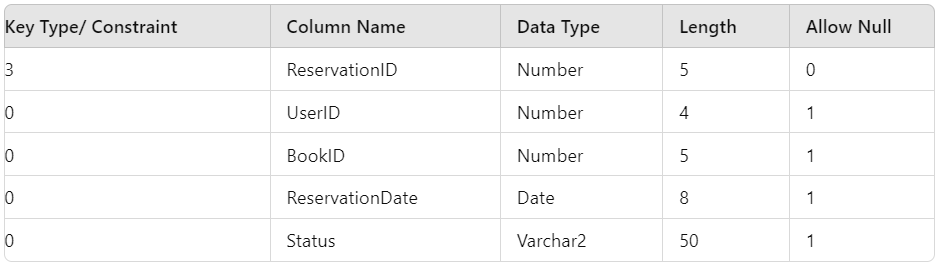 Key Type/ Constraint Column Name Data Type Length Allow Null
3 ReservationID Number 5 0
0 UserID Number 4 1
0 BookID Number 5 1
0 ReservationDate Date 8 1
0 Status Varchar2 50 1